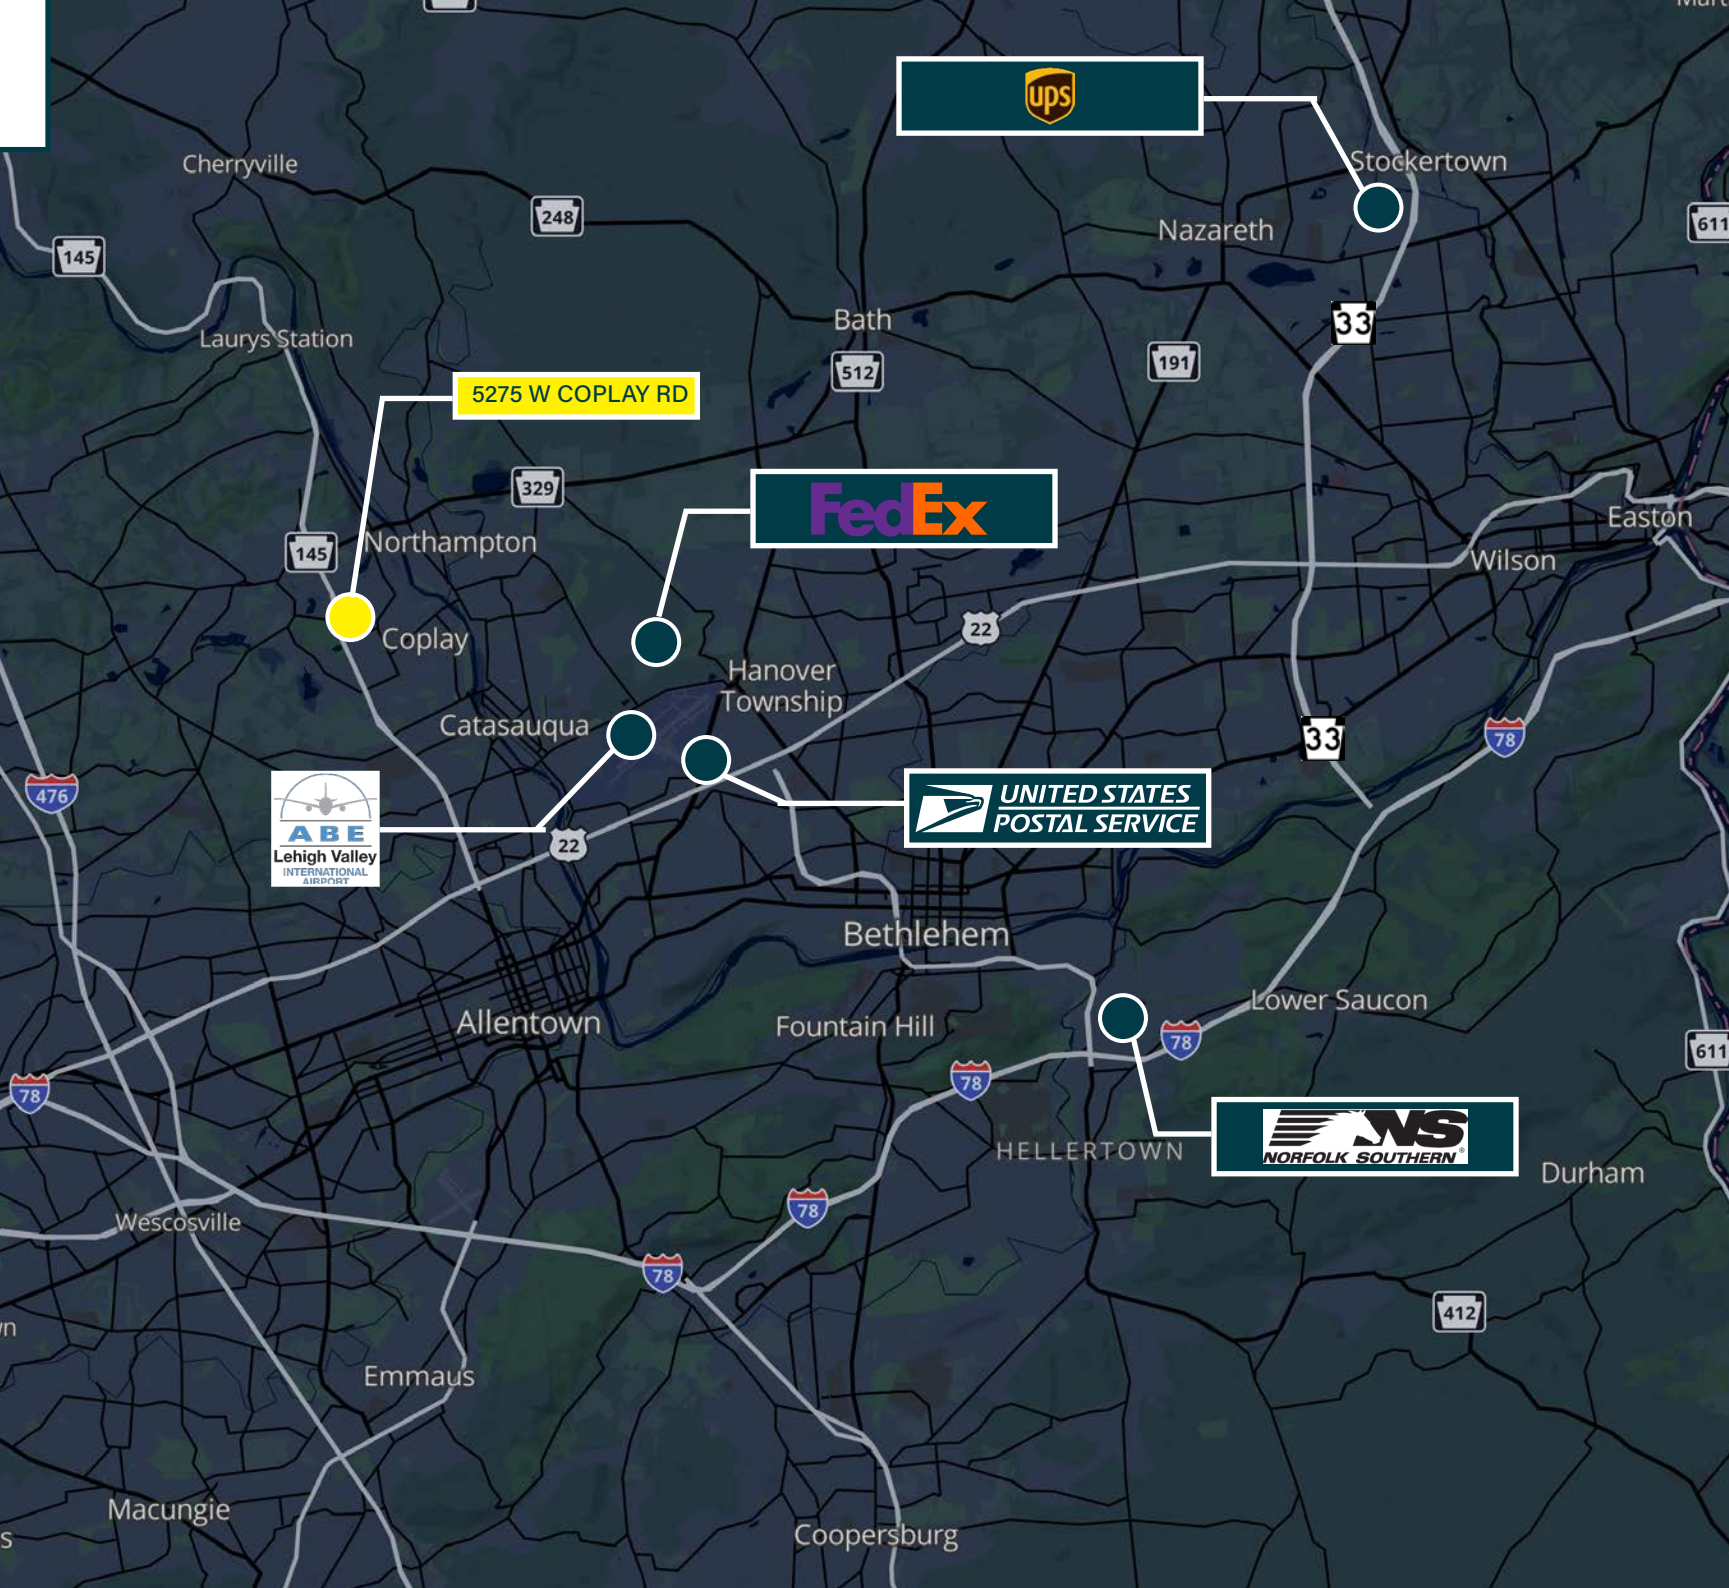 ups
Cherryville
Stockertown
248
611
Nazareth
145
33
Laurys Station
Bath
191
512
5275 W COPLAY RD
329
FedEx
Easton
Northampton
145
Wilson
22
Coplay
Hanover
Township
Catasauqua
33
78
476
UNITED STATES
POSTAL SERVICE
ABE
Lehigh Valley
INTERNATIONAL
AIRPORT
22
Bethlehem
Lower Saucon
Allentown
Fountain Hill
78
611
78
78
HELLERTOWN
NS
NORFOLK SOUTHERN®
Durham
78
Wescosville
78
412
Emmaus
Macungie
Coopersburg